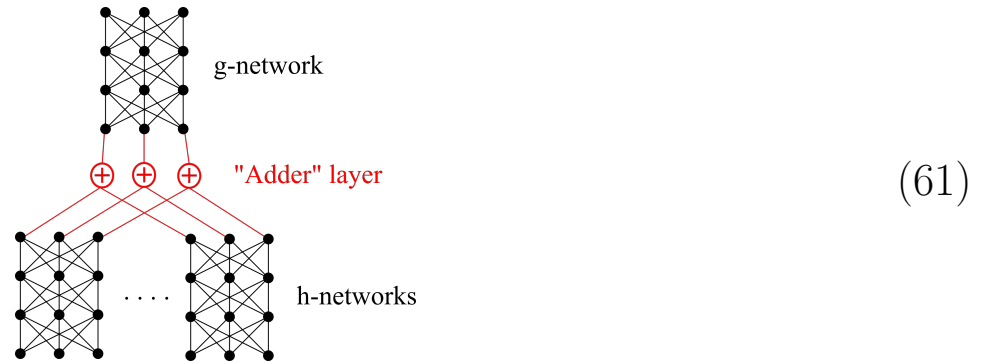 g-network
"Adder" layer
(61)
. . . .
h-networks